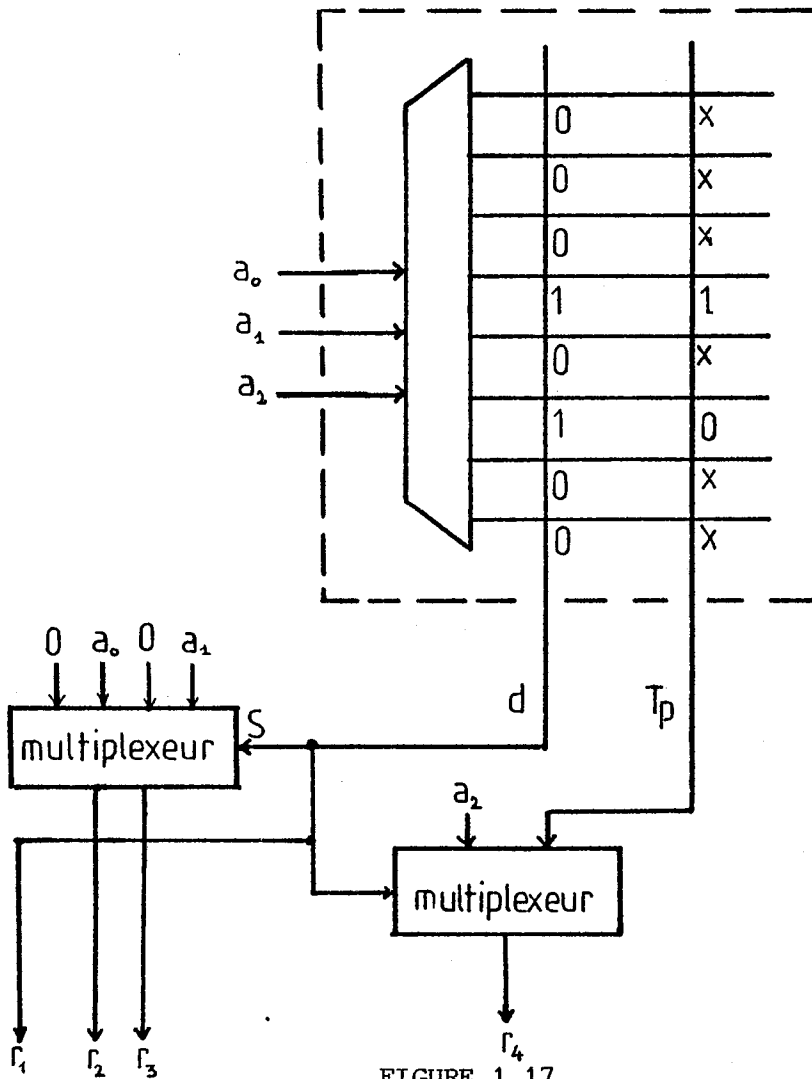 0 x
0 x
a₀ 0 x
1 1
a₁
0 x
a₂
1 0
0 x
0 x
0 a₀ 0 a₁
d Tp
S
multiplexeur
a₂
multiplexeur
r₁ r₂ r₃ r₄
FIGURE 1.17